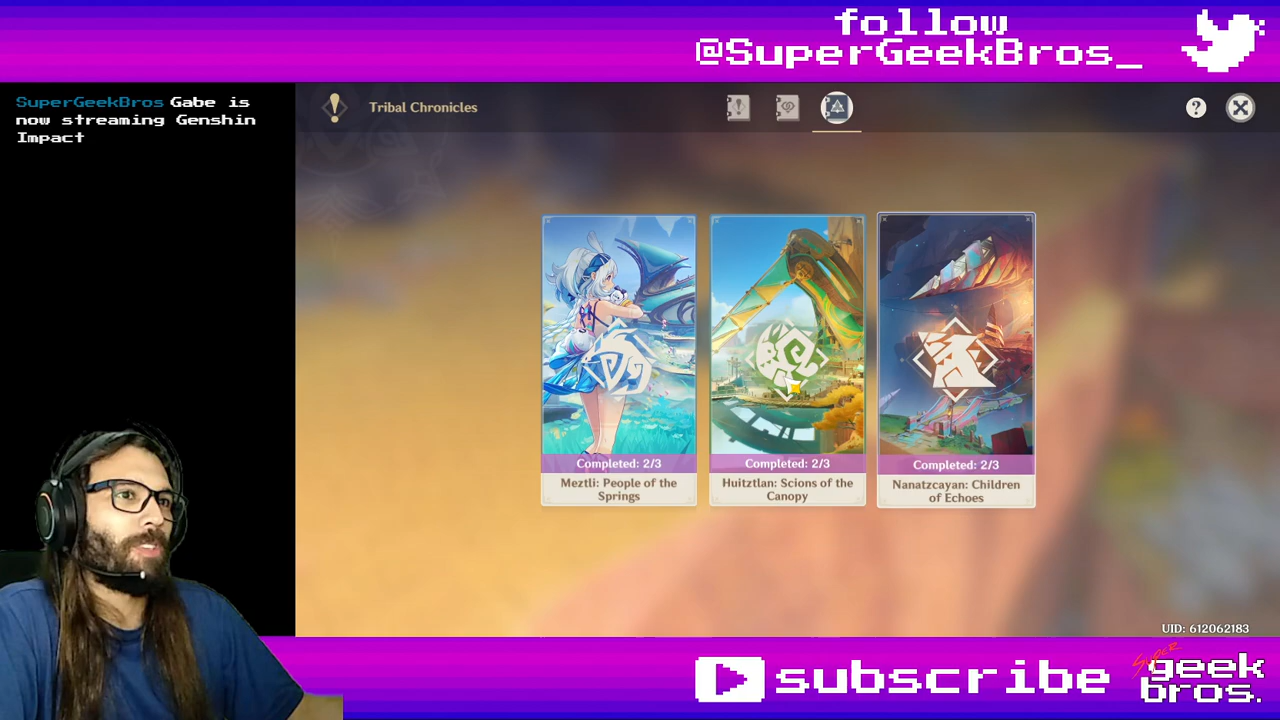 follow
@SuperGeekBros_
SuperGeekBros Gabe is
now streaming Genshin
Impact
Tribal Chronicles
?
Completed: 2/3
Meztli: People of the
Springs
Completed: 2/3
Huitztlan: Scions of the
Canopy
Completed: 2/3
Nanatzcayan: Children
of Echoes
UID: 612062183
subscribe
SUPER
geek
bros.